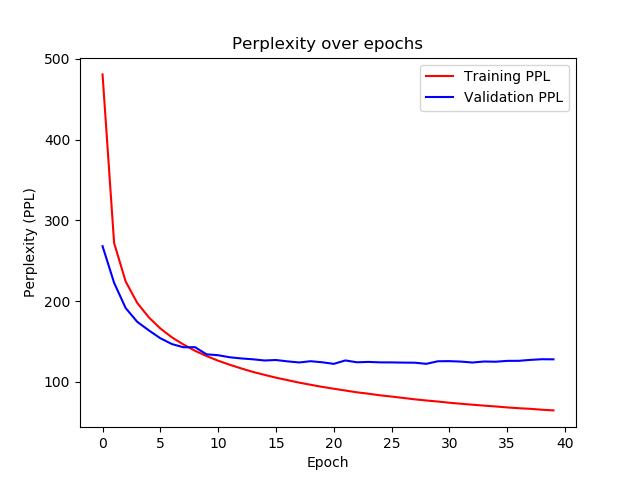 Perplexity over epochs
Training PPL
Validation PPL
Perplexity (PPL)
500
400
300
200
100
0 5 10 15 20 25 30 35 40
Epoch